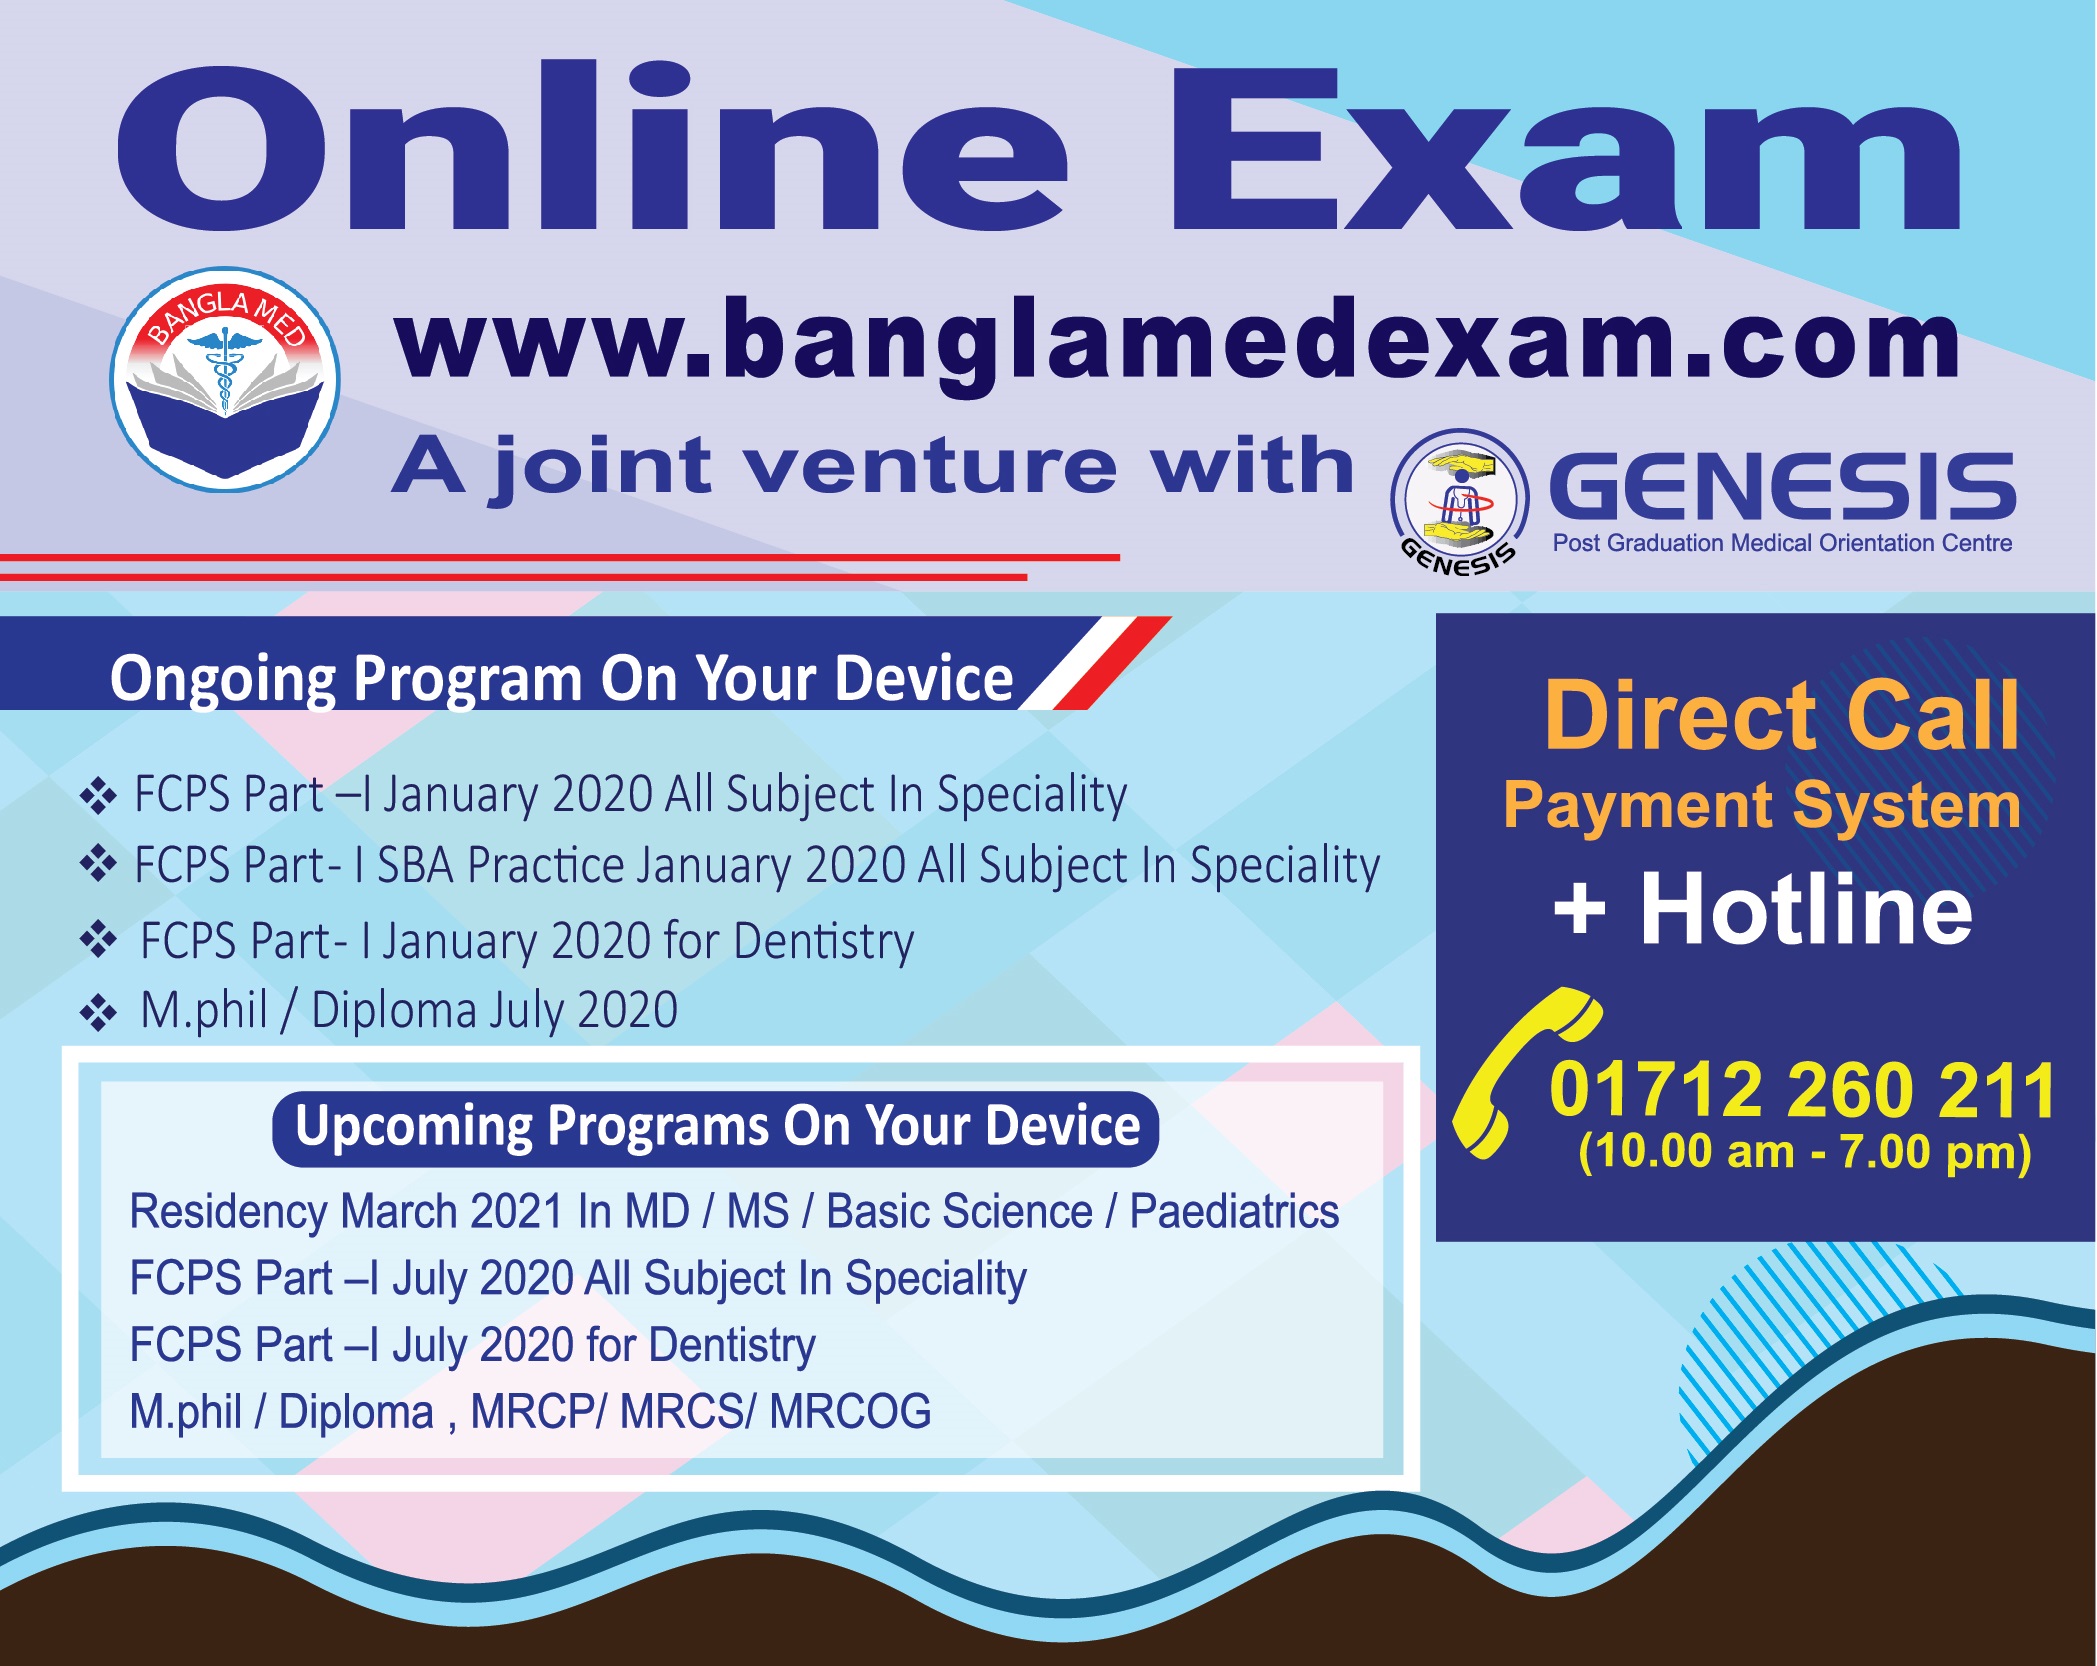 Online Exam
BANGLA MED
www.banglamedexam.com
A joint venture with
GENESIS
GENESIS
Post Graduation Medical Orientation Centre
Ongoing Program On Your Device
❖ FCPS Part –I January 2020 All Subject In Speciality
❖ FCPS Part- I SBA Practice January 2020 All Subject In Speciality
❖ FCPS Part- I January 2020 for Dentistry
❖ M.phil / Diploma July 2020
Upcoming Programs On Your Device
Residency March 2021 In MD / MS / Basic Science / Paediatrics
FCPS Part –I July 2020 All Subject In Speciality
FCPS Part –I July 2020 for Dentistry
M.phil / Diploma , MRCP/ MRCS/ MRCOG
Direct Call
Payment System
+ Hotline
01712 260 211
(10.00 am - 7.00 pm)